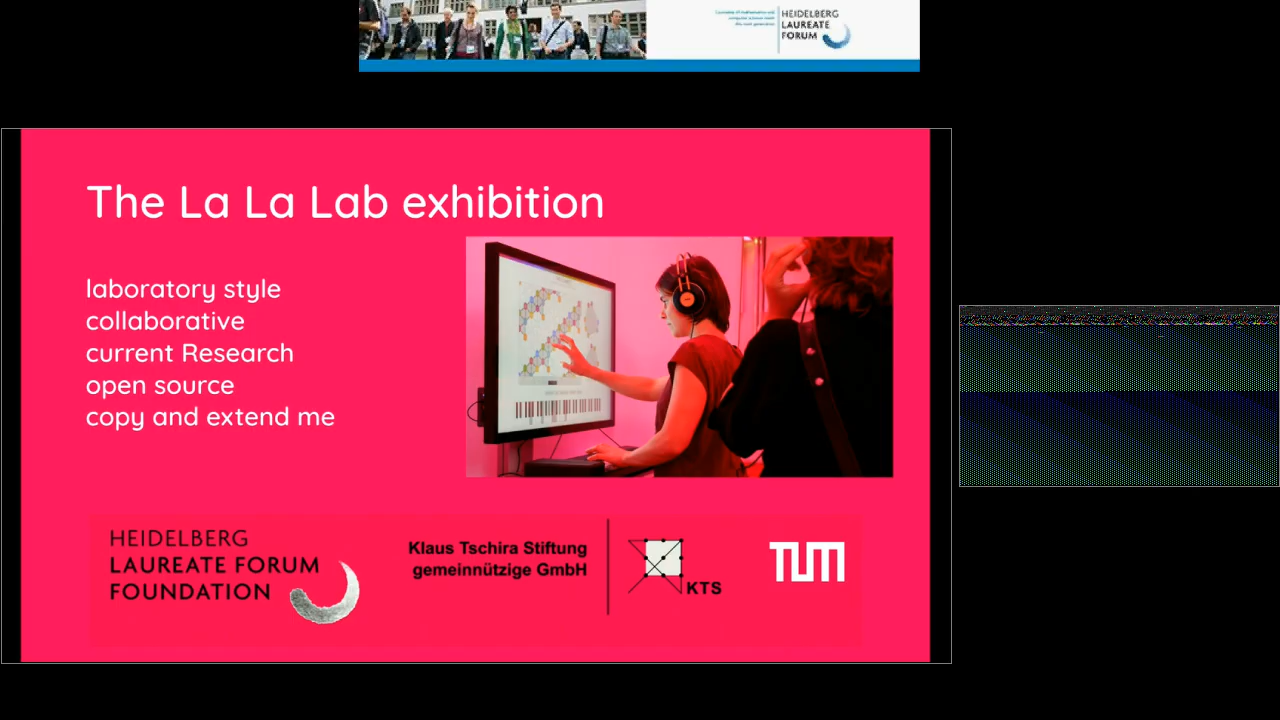 HEIDELBERG
LAUREATE
FORUM
The La La Lab exhibition
laboratory style
collaborative
current Research
open source
copy and extend me
HEIDELBERG
LAUREATE FORUM
FOUNDATION
Klaus Tschira Stiftung
gemeinnützige GmbH
KTS
TUM